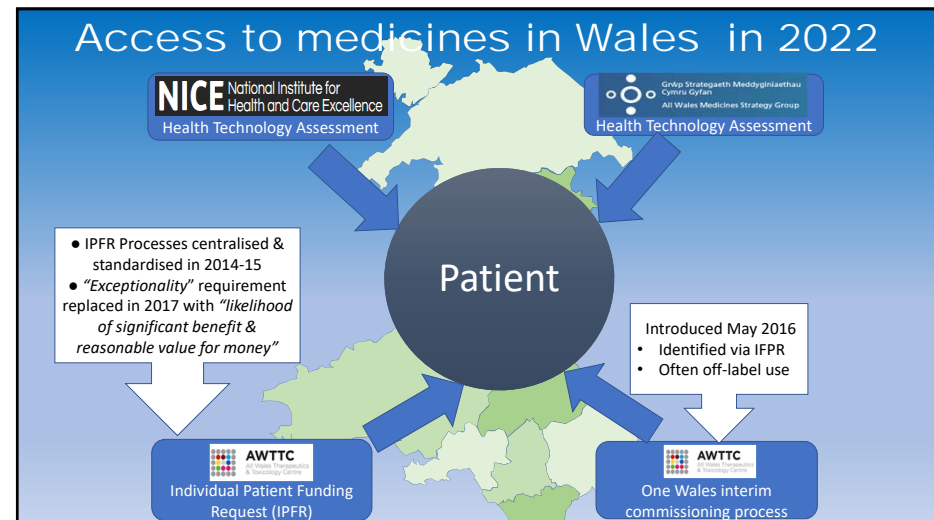 Access to medicines in Wales in 2022
NICE National Institute for
Health and Care Excellence
Health Technology Assessment
Grŵp Strategaeth Meddyginiaethau
Cymru Gyfan
All Wales Medicines Strategy Group
Health Technology Assessment
● IPFR Processes centralised &
standardised in 2014-15
● “Exceptionality” requirement
replaced in 2017 with “likelihood
of significant benefit &
reasonable value for money”
Patient
Introduced May 2016
• Identified via IFPR
• Often off-label use
AWTTC
All Wales Therapeutics
& Toxicology Centre
Individual Patient Funding
Request (IPFR)
AWTTC
All Wales Therapeutics
& Toxicology Centre
One Wales interim
commissioning process